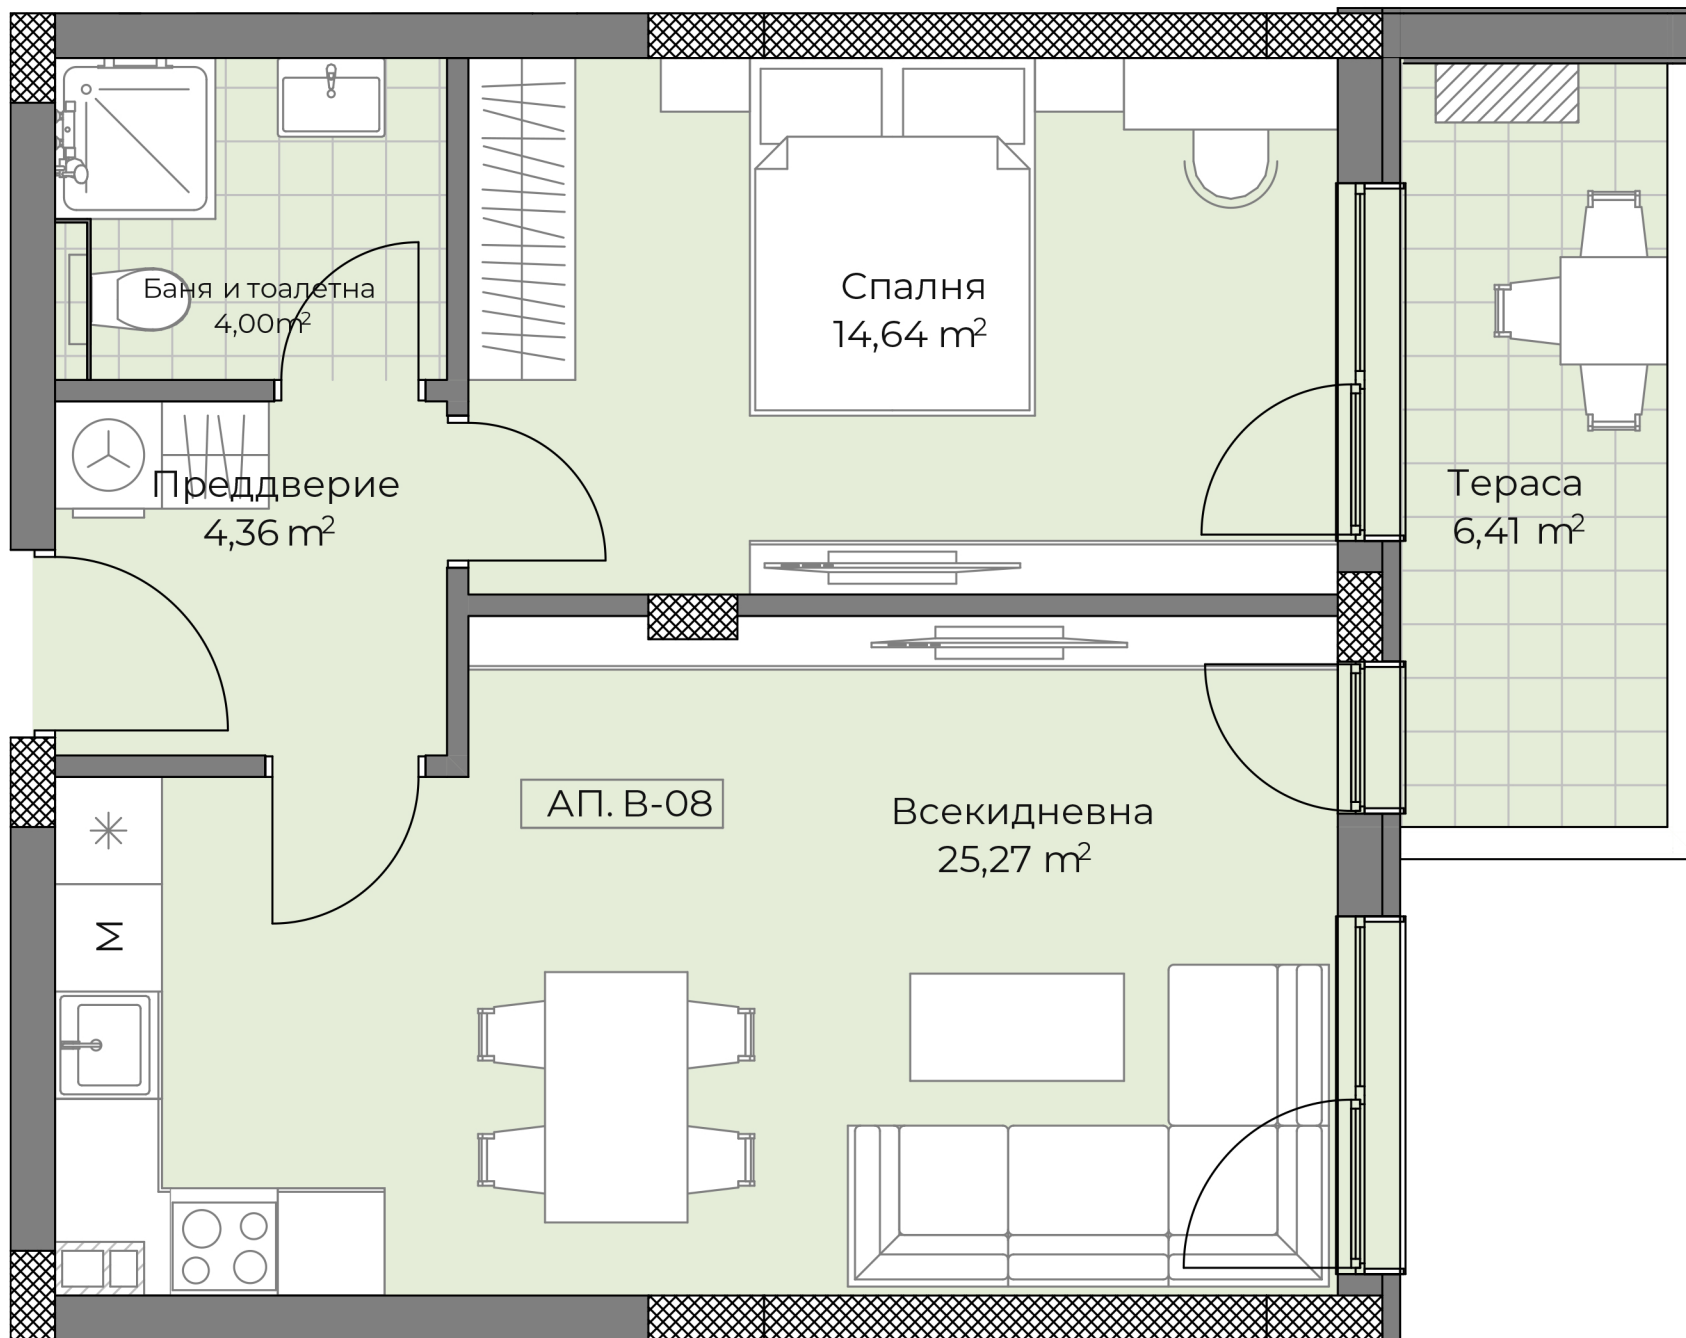 Баня и тоалетна
4,00m²
Спалня
14,64 m²
Преддверие
4,36 m²
Тераса
6,41 m²
АП. В-08
Всекидневна
25,27 m²
M